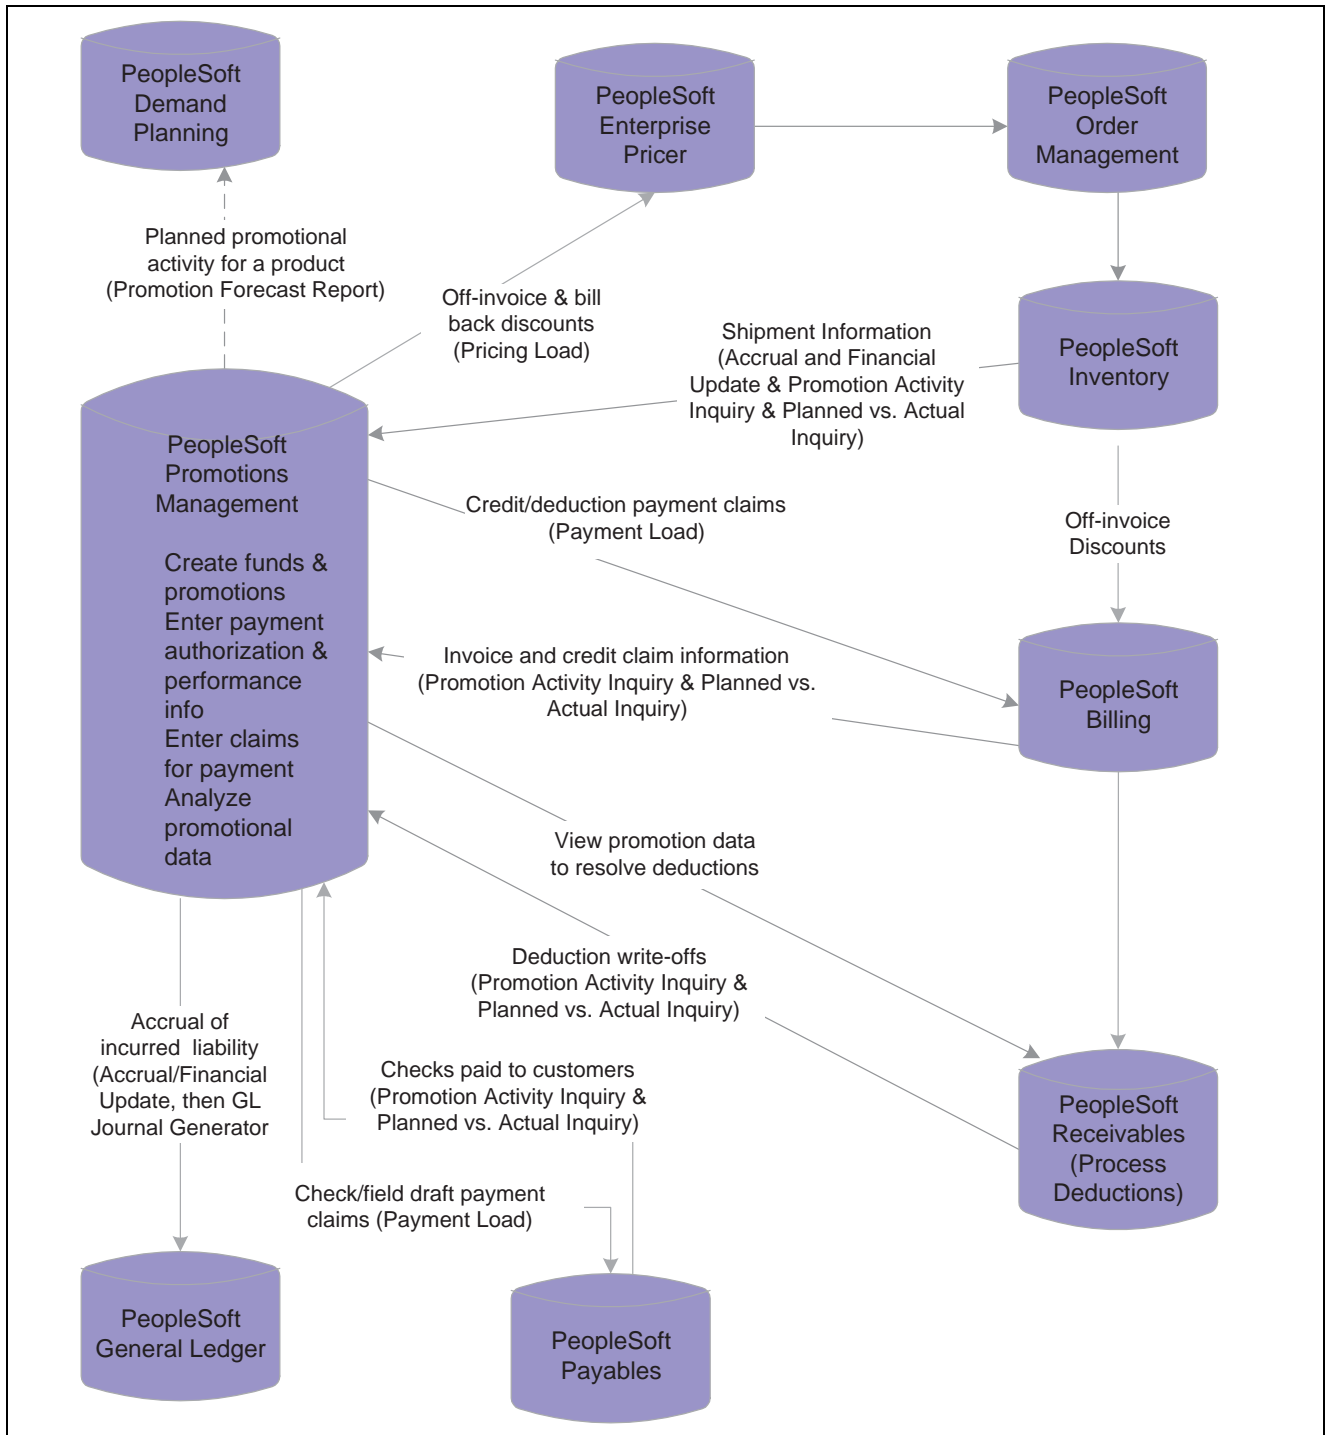 PeopleSoft
Demand
Planning
PeopleSoft
Enterprise
Pricer
PeopleSoft
Order
Management
Planned promotional
activity for a product
(Promotion Forecast Report)
Off-invoice & bill
back discounts
(Pricing Load)
Shipment Information
(Accrual and Financial
Update & Promotion Activity
Inquiry & Planned vs. Actual
Inquiry)
PeopleSoft
Inventory
PeopleSoft
Promotions
Management
Create funds &
promotions
Enter payment
authorization &
performance
info
Enter claims
for payment
Analyze
promotional
data
Credit/deduction payment claims
(Payment Load)
Off-invoice
Discounts
Invoice and credit claim information
(Promotion Activity Inquiry & Planned vs.
Actual Inquiry)
PeopleSoft
Billing
View promotion data
to resolve deductions
Deduction write-offs
(Promotion Activity Inquiry &
Planned vs. Actual Inquiry)
Accrual of
incurred liability
(Accrual/Financial
Update, then GL
Journal Generator
Checks paid to customers
(Promotion Activity Inquiry &
Planned vs. Actual Inquiry)
PeopleSoft
Receivables
(Process
Deductions)
Check/field draft payment
claims (Payment Load)
PeopleSoft
General Ledger
PeopleSoft
Payables